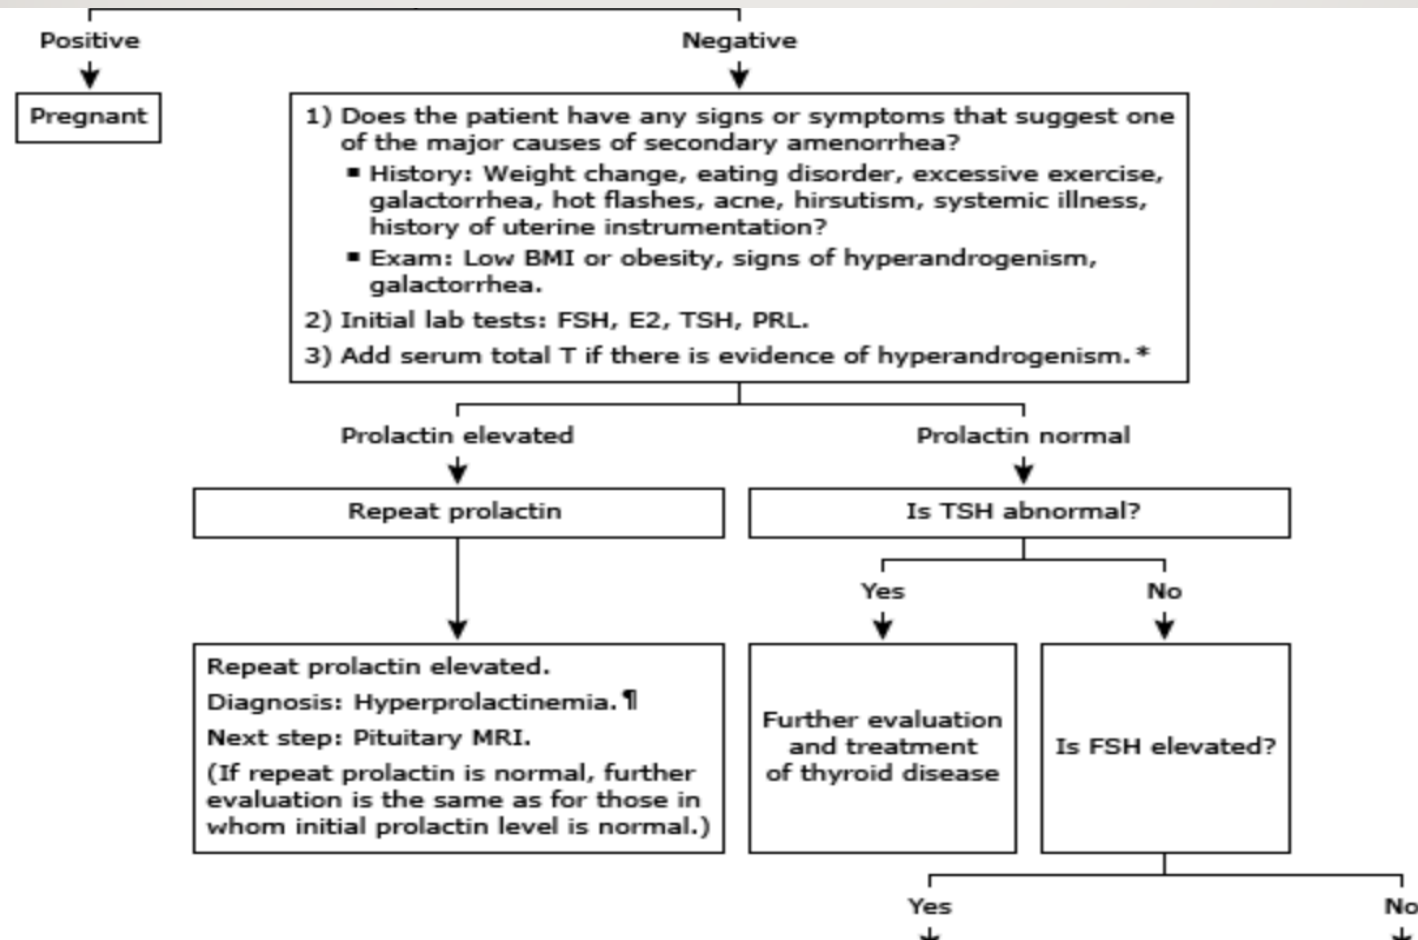 Positive
Negative
Pregnant
1) Does the patient have any signs or symptoms that suggest one
of the major causes of secondary amenorrhea?
▪ History: Weight change, eating disorder, excessive exercise,
galactorrhea, hot flashes, acne, hirsutism, systemic illness,
history of uterine instrumentation?
▪ Exam: Low BMI or obesity, signs of hyperandrogenism,
galactorrhea.
2) Initial lab tests: FSH, E2, TSH, PRL.
3) Add serum total T if there is evidence of hyperandrogenism.*
Prolactin elevated
Prolactin normal
Repeat prolactin
Is TSH abnormal?
Yes
No
Repeat prolactin elevated.
Diagnosis: Hyperprolactinemia.¶
Next step: Pituitary MRI.
(If repeat prolactin is normal, further
evaluation is the same as for those in
whom initial prolactin level is normal.)
Further evaluation
and treatment
of thyroid disease
Is FSH elevated?
Yes
No